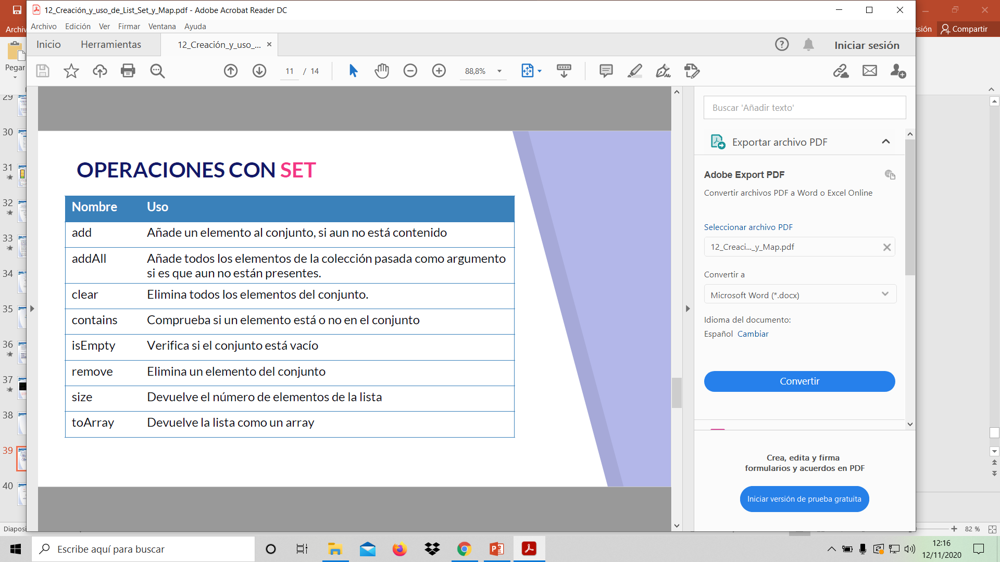 12_Creación_y_uso_de_List_Set_y_Map.pdf - Adobe Acrobat Reader DC
Archivo Edición Ver Firmar Ventana Ayuda
Archiv
esión Compartir
Inicio Herramientas 12_Creación_y_uso_... × Iniciar sesión
Pegar
11 / 14 88,8%
29
30
31
32
33
34
35
36
37
38
39
40
OPERACIONES CON SET
Nombre Uso
add Añade un elemento al conjunto, si aun no está contenido
addAll Añade todos los elementos de la colección pasada como argumento
si es que aun no están presentes.
clear Elimina todos los elementos del conjunto.
contains Comprueba si un elemento está o no en el conjunto
isEmpty Verifica si el conjunto está vacío
remove Elimina un elemento del conjunto
size Devuelve el número de elementos de la lista
toArray Devuelve la lista como un array
Buscar 'Añadir texto'
Exportar archivo PDF
Adobe Export PDF
Convertir archivos PDF a Word o Excel Online
Seleccionar archivo PDF
12_Creaci..._y_Map.pdf
Convertir a
Microsoft Word (*.docx)
Idioma del documento:
Español Cambiar
Convertir
Crea, edita y firma
formularios y acuerdos en PDF
Iniciar versión de prueba gratuita
Diaposi
82 %
Escribe aquí para buscar
12:16
12/11/2020